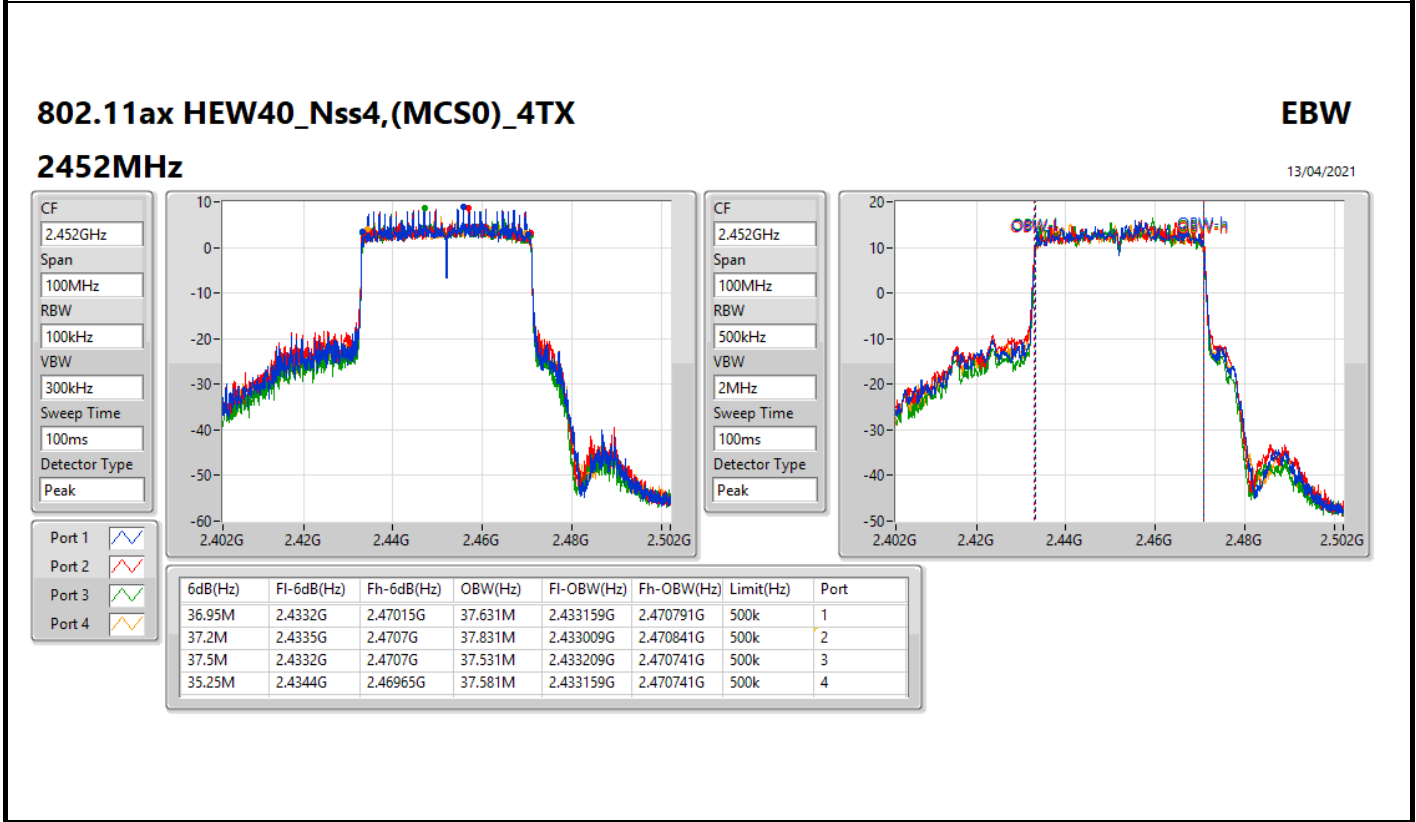 802.11ax HEW40_Nss4,(MCS0)_4TX
EBW
2452MHz
13/04/2021
CF
2.452GHz
Span
100MHz
RBW
100kHz
VBW
300kHz
Sweep Time
100ms
Detector Type
Peak
10
0
-10
-20
-30
-40
-50
-60
2.402G 2.42G 2.44G 2.46G 2.48G 2.502G
CF
2.452GHz
Span
100MHz
RBW
500kHz
VBW
2MHz
Sweep Time
100ms
Detector Type
Peak
20
10
0
-10
-20
-30
-40
-50
OBW-l OBW-h
2.402G 2.42G 2.44G 2.46G 2.48G 2.502G
Port 1
Port 2
Port 3
Port 4
6dB(Hz) Fl-6dB(Hz) Fh-6dB(Hz) OBW(Hz) Fl-OBW(Hz) Fh-OBW(Hz) Limit(Hz) Port
36.95M 2.4332G 2.47015G 37.631M 2.433159G 2.470791G 500k 1
37.2M 2.4335G 2.4707G 37.831M 2.433009G 2.470841G 500k 2
37.5M 2.4332G 2.4707G 37.531M 2.433209G 2.470741G 500k 3
35.25M 2.4344G 2.46965G 37.581M 2.433159G 2.470741G 500k 4